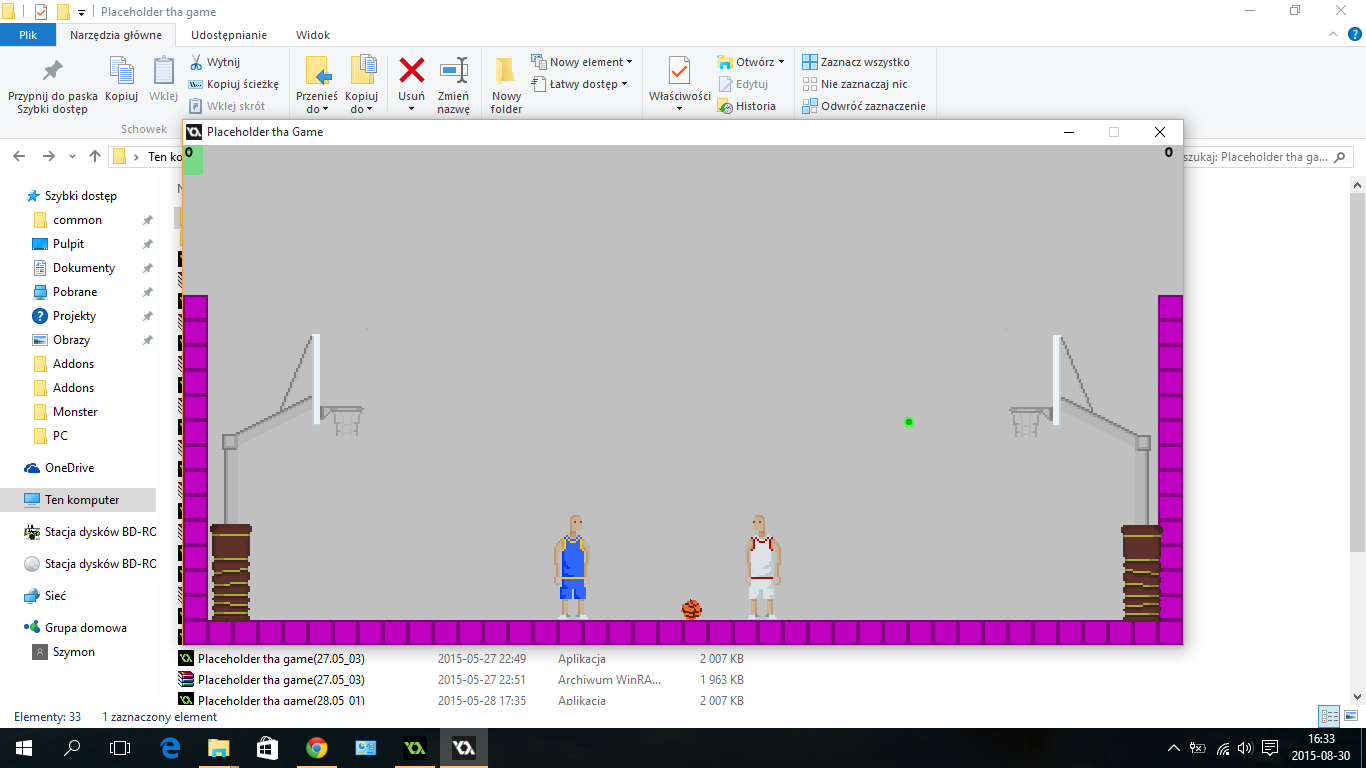 Placeholder tha game
Plik Narzędzia główne Udostępnianie Widok
Przypnij do paska Szybki dostęp
Kopiuj
Wklej
Wytnij
Kopiuj ścieżkę
Wklej skrót
Schowek
Przenieś do
Kopiuj do
Usuń
Zmień nazwę
Nowy folder
Nowy element
Łatwy dostęp
Właściwości
Otwórz
Edytuj
Historia
Zaznacz wszystko
Nie zaznaczaj nic
Odwróć zaznaczenie
Placeholder tha Game
0 0
Ten ko
szukaj: Placeholder tha ga...
Szybki dostęp
common
Pulpit
Dokumenty
Pobrane
Projekty
Obrazy
Addons
Addons
Monster
PC
OneDrive
Ten komputer
Stacja dysków BD-RO
Stacja dysków BD-RO
Sieć
Grupa domowa
Szymon
Placeholder tha game(27.05_03) 2015-05-27 22:49 Aplikacja 2 007 KB
Placeholder tha game(27.05_03) 2015-05-27 22:51 Archiwum WinRA... 1 963 KB
Placeholder tha game(28.05_01) 2015-05-28 17:35 Aplikacja 2 007 KB
Elementy: 33 1 zaznaczony element
16:33
2015-08-30